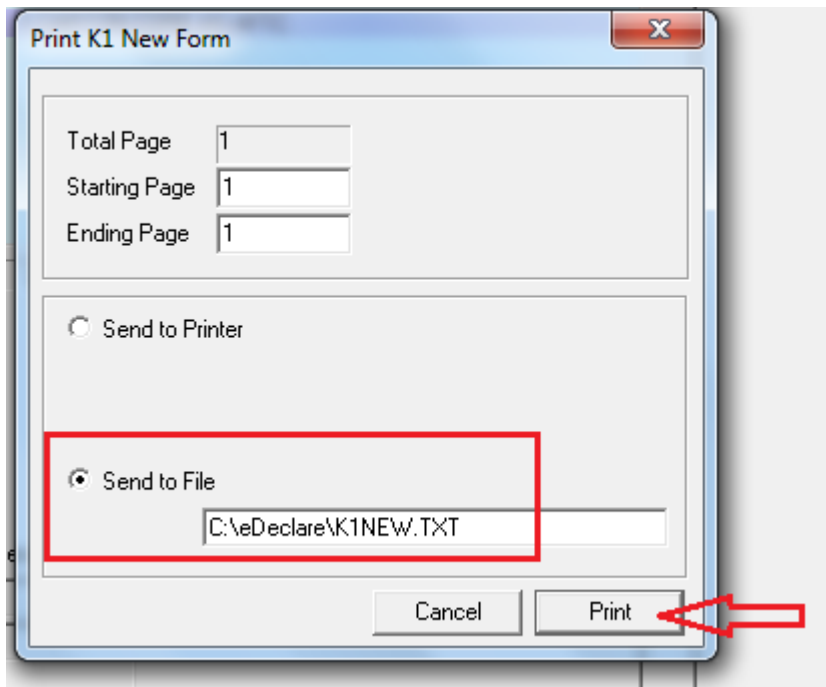 Print K1 New Form
Total Page 1
Starting Page 1
Ending Page 1
Send to Printer
Send to File
C:\eDeclare\K1NEW.TXT
Cancel Print